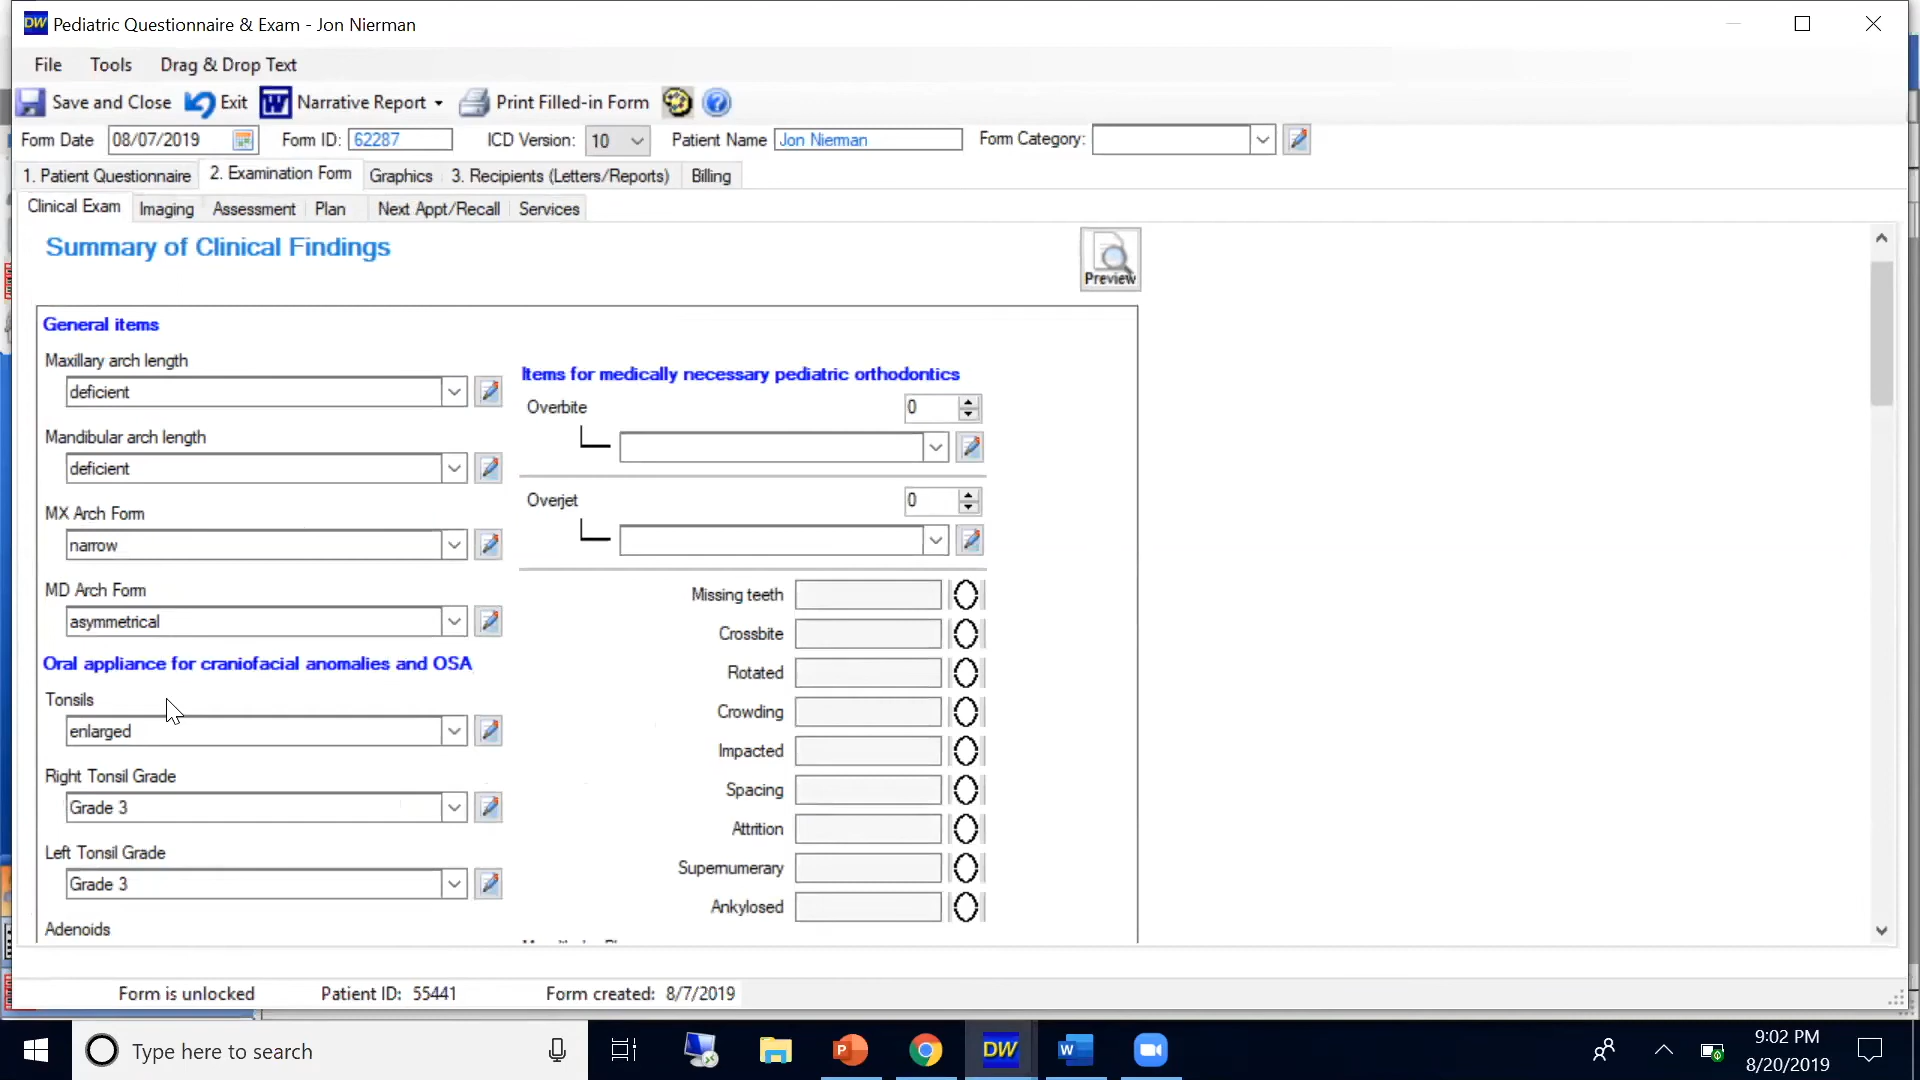 DW Pediatric Questionnaire & Exam - Jon Nierman
File Tools Drag & Drop Text
Save and Close Exit W Narrative Report Print Filled-in Form ?
Form Date 08/07/2019 Form ID: 62287 ICD Version: 10 Patient Name Jon Nierman Form Category:
1. Patient Questionnaire 2. Examination Form Graphics 3. Recipients (Letters/Reports) Billing
Clinical Exam Imaging Assessment Plan Next Appt/Recall Services
Summary of Clinical Findings
Preview
General items
Maxillary arch length
deficient
Mandibular arch length
deficient
MX Arch Form
narrow
MD Arch Form
asymmetrical
Oral appliance for craniofacial anomalies and OSA
Tonsils
enlarged
Right Tonsil Grade
Grade 3
Left Tonsil Grade
Grade 3
Adenoids
Items for medically necessary pediatric orthodontics
Overbite 0
Overjet 0
Missing teeth
Crossbite
Rotated
Crowding
Impacted
Spacing
Attrition
Supernumerary
Ankylosed
Form is unlocked Patient ID: 55441 Form created: 8/7/2019
Type here to search
P DW W
9:02 PM
8/20/2019